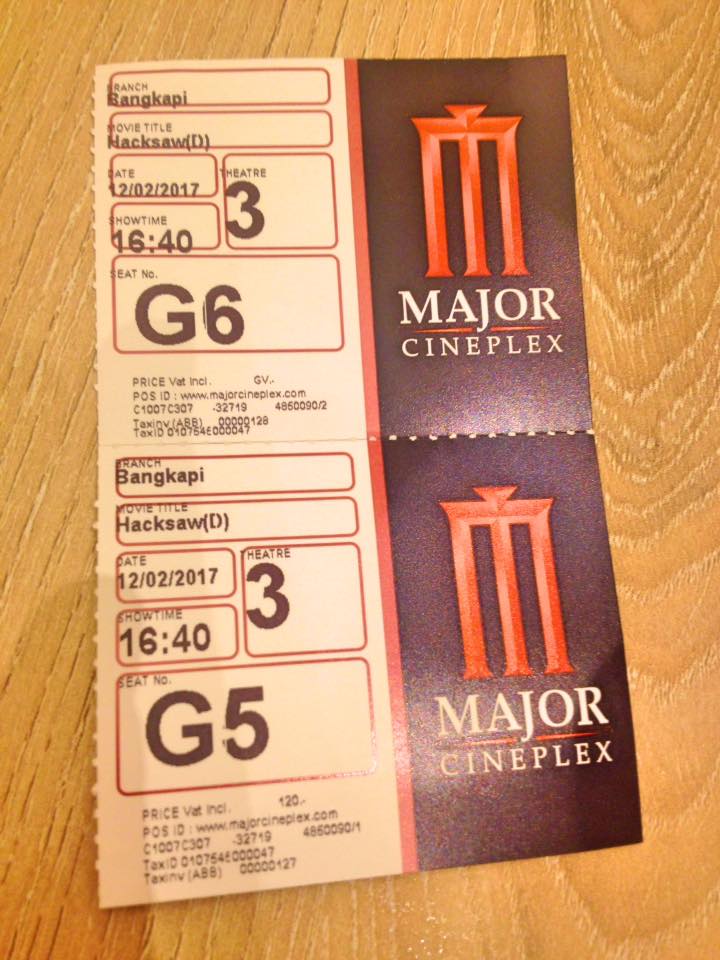 BRANCH
Bangkapi
MOVIE TITLE
Hacksaw(D)
DATE
12/02/2017
THEATRE
3
SHOWTIME
16:40
SEAT No.
G6
PRICE Vat Incl. GV.-
POS ID : www.majorcineplex.com
C1007C307 -32719 4850090/2
Taxinv (ABB) 00000128
TaxID 0107546000047
MAJOR
CINEPLEX
BRANCH
Bangkapi
MOVIE TITLE
Hacksaw(D)
DATE
12/02/2017
THEATRE
3
SHOWTIME
16:40
SEAT No.
G5
PRICE Vat Incl. 120.-
POS ID : www.majorcineplex.com
C1007C307 -32719 4850090/1
TaxID 0107546000047
Taxinv (ABB) 00000127
MAJOR
CINEPLEX